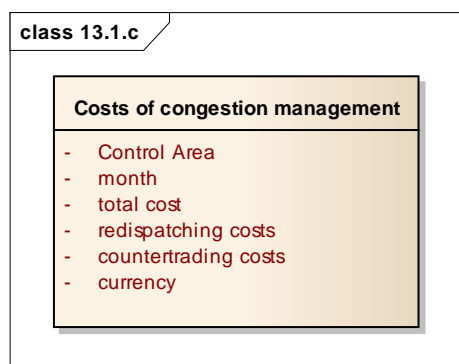 class 13.1.c
Costs of congestion management
- Control Area
- month
- total cost
- redispatching costs
- countertrading costs
- currency